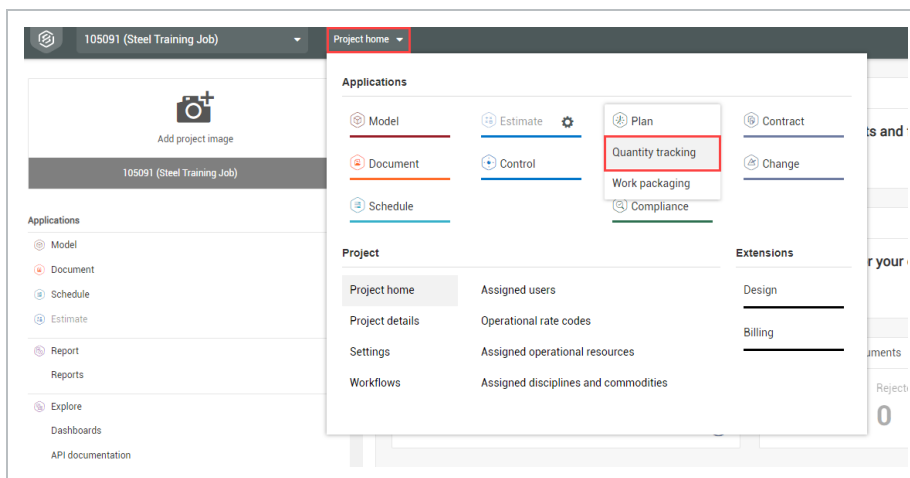 105091 (Steel Training Job)
Project home
Add project image
105091 (Steel Training Job)
Applications
Model
Document
Schedule
Estimate
Report
Reports
Explore
Dashboards
API documentation
Applications
Model
Estimate
Plan
Contract
Document
Control
Quantity tracking
Change
Work packaging
Schedule
Compliance
Project
Extensions
Project home
Assigned users
Design
Project details
Operational rate codes
Billing
Settings
Assigned operational resources
Workflows
Assigned disciplines and commodities
ts and
r your
uments
Rejecte
0